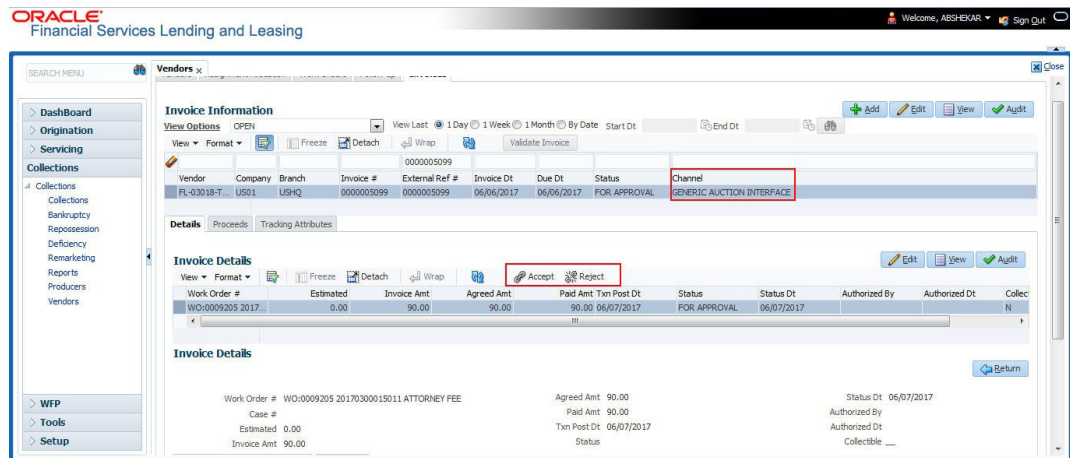 ORACLE
Financial Services Lending and Leasing
Welcome, ABSHEKAR
Sign Out
SEARCH MENU
Vendors x
Close
DashBoard
Origination
Servicing
Collections
Collections
Collections
Bankruptcy
Repossession
Deficiency
Remarketing
Reports
Producers
Vendors
WFP
Tools
Setup
Invoice Information
Add Edit View Audit
View Options OPEN View Last 1 Day 1 Week 1 Month By Date Start Dt End Dt
View Format Freeze Detach Wrap Validate Invoice
0000005099
Vendor Company Branch Invoice # External Ref # Invoice Dt Due Dt Status Channel
FL-03018-T... US01 USHQ 0000005099 0000005099 06/06/2017 06/06/2017 FOR APPROVAL GENERIC AUCTION INTERFACE
Details Proceeds Tracking Attributes
Invoice Details
Edit View Audit
View Format Freeze Detach Wrap Accept Reject
Work Order # Estimated Invoice Amt Agreed Amt Paid Amt Txn Post Dt Status Status Dt Authorized By Authorized Dt Collec
WO:0009205 2017... 0.00 90.00 90.00 90.00 06/07/2017 FOR APPROVAL 06/07/2017 N
Invoice Details
Return
Work Order # WO:0009205 20170300015011 ATTORNEY FEE Agreed Amt 90.00 Status Dt 06/07/2017
Case # Paid Amt 90.00 Authorized By
Estimated 0.00 Txn Post Dt 06/07/2017 Authorized Dt
Invoice Amt 90.00 Status Collectible